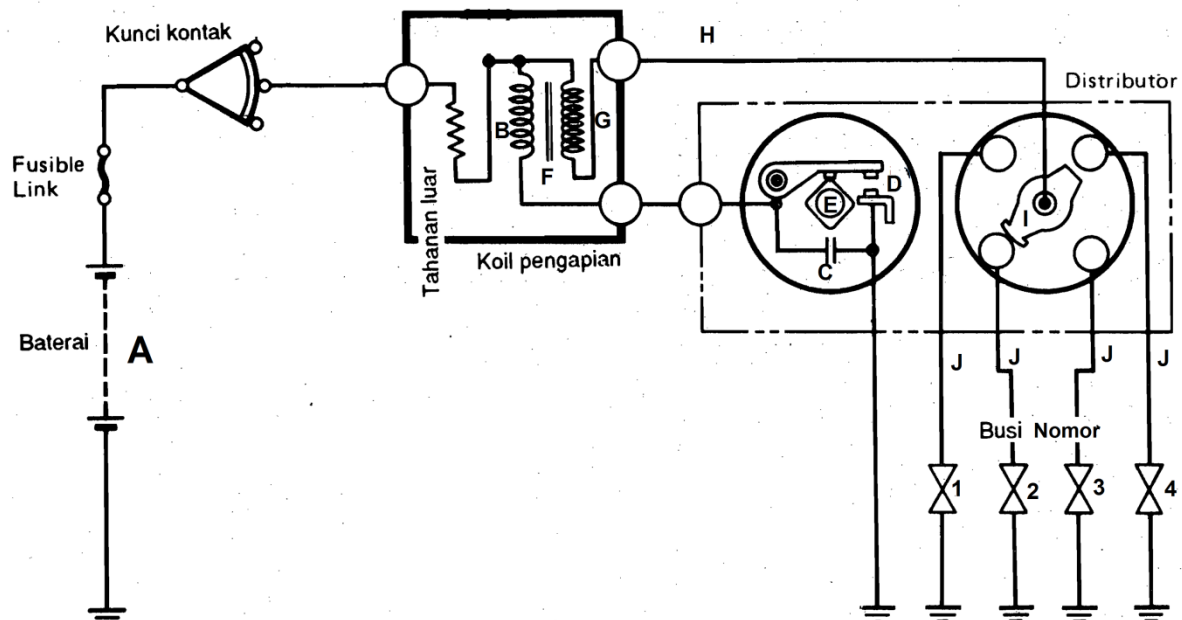 Kunci kontak
H
Distributor
Fusible
Link
B
G
F
D
E
I
C
Tahanan luar
Koil pengapian
Baterai
A
J
J
J
J
Busi Nomor
1
2
3
4